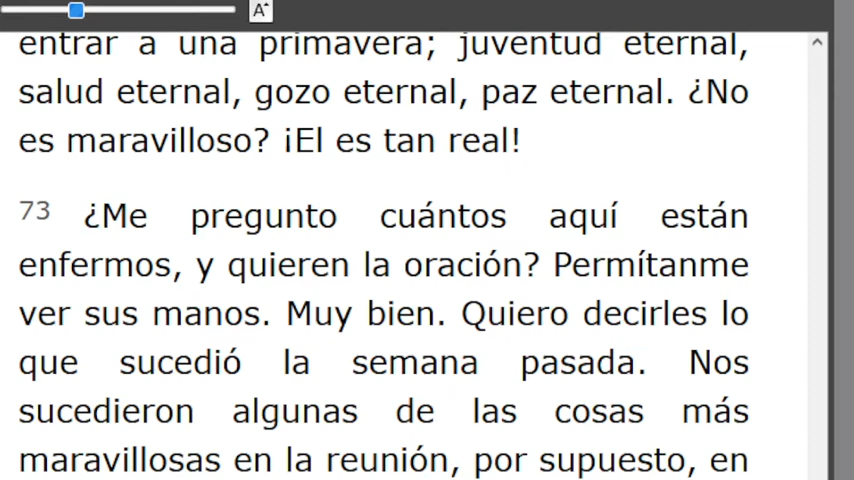 A
entrar a una primavera; juventud eternal,
salud eternal, gozo eternal, paz eternal. ¿No
es maravilloso? ¡El es tan real!
73 ¿Me pregunto cuántos aquí están
enfermos, y quieren la oración? Permítanme
ver sus manos. Muy bien. Quiero decirles lo
que sucedió la semana pasada. Nos
sucedieron algunas de las cosas más
maravillosas en la reunión, por supuesto, en